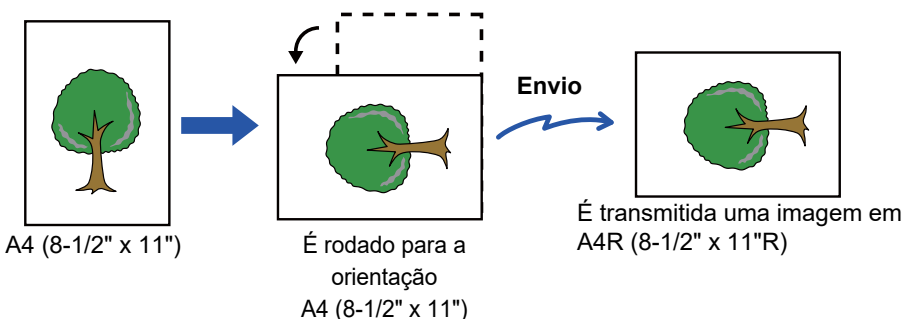 A4 (8-1/2" x 11")
É rodado para a
orientação
A4 (8-1/2" x 11")
Envio
É transmitida uma imagem em
A4R (8-1/2" x 11"R)